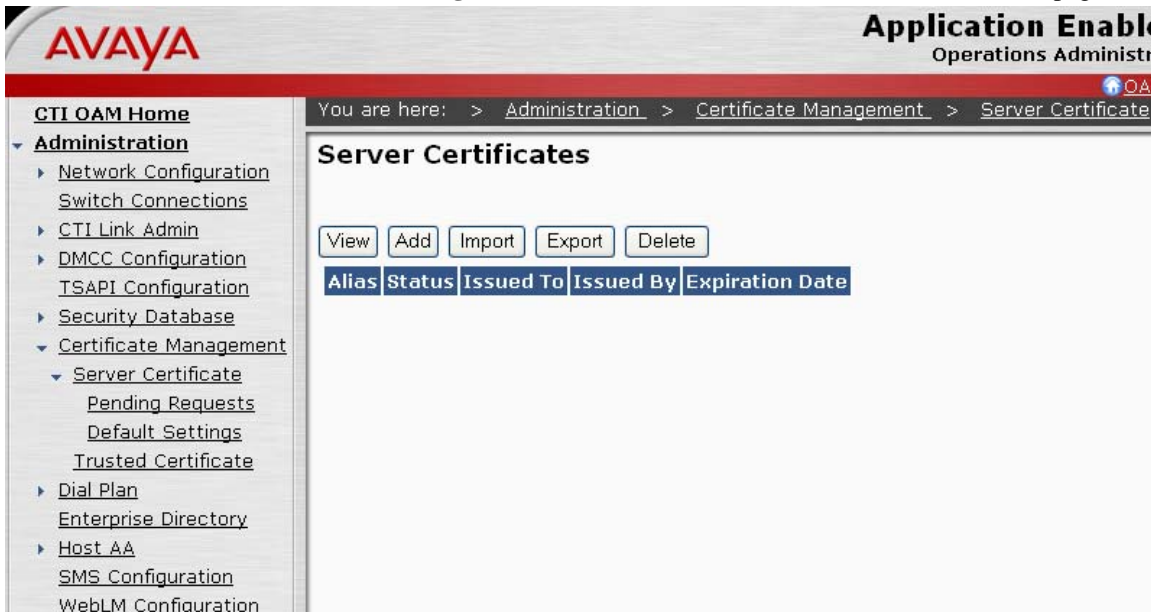 AVAYA
Application Enabl
Operations Administr
OA
CTI OAM Home
Administration
Network Configuration
Switch Connections
CTI Link Admin
DMCC Configuration
TSAPI Configuration
Security Database
Certificate Management
Server Certificate
Pending Requests
Default Settings
Trusted Certificate
Dial Plan
Enterprise Directory
Host AA
SMS Configuration
WebLM Configuration
You are here: > Administration > Certificate Management > Server Certificate
Server Certificates
View Add Import Export Delete
Alias Status Issued To Issued By Expiration Date